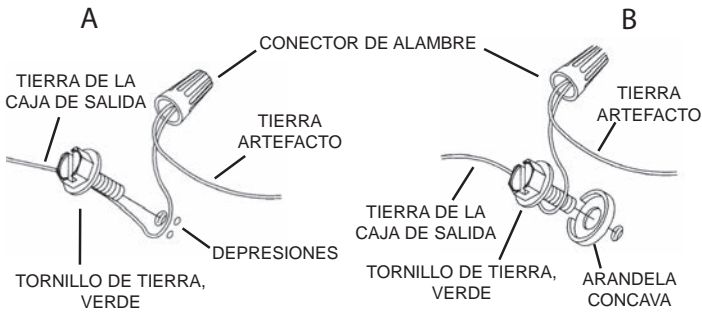 A
B
CONECTOR DE ALAMBRE
TIERRA DE LA
CAJA DE SALIDA
TIERRA
ARTEFACTO
DEPRESIONES
TORNILLO DE TIERRA,
VERDE
TIERRA
ARTEFACTO
TIERRA DE LA
CAJA DE SALIDA
TORNILLO DE TIERRA,
VERDE
ARANDELA
CONCAVA